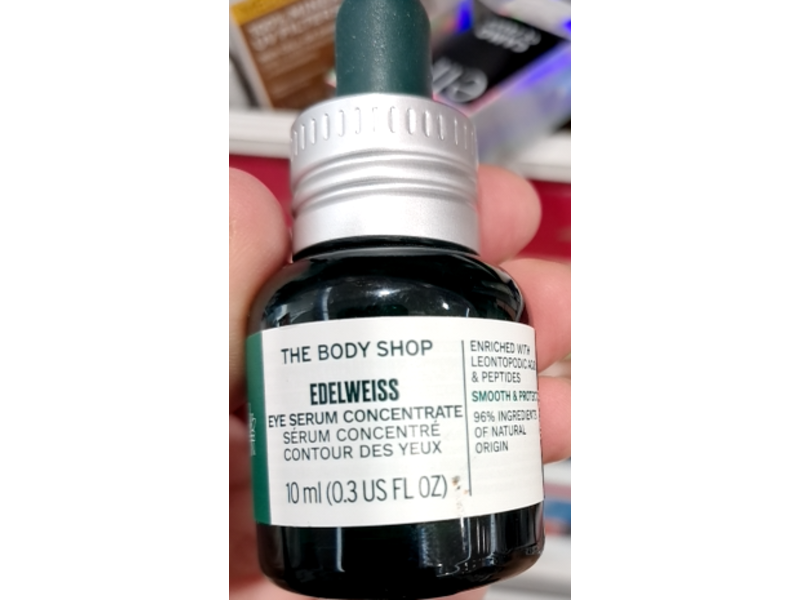 THE BODY SHOP
EDELWEISS
EYE SERUM CONCENTRATE
SÉRUM CONCENTRÉ
CONTOUR DES YEUX
10 ml (0.3 US FL OZ)
ENRICHED WITH
LEONTOPODIC
& PEPTIDES
SMOOTH &
96% INGREDIENTS
OF NATURAL
ORIGIN
elf